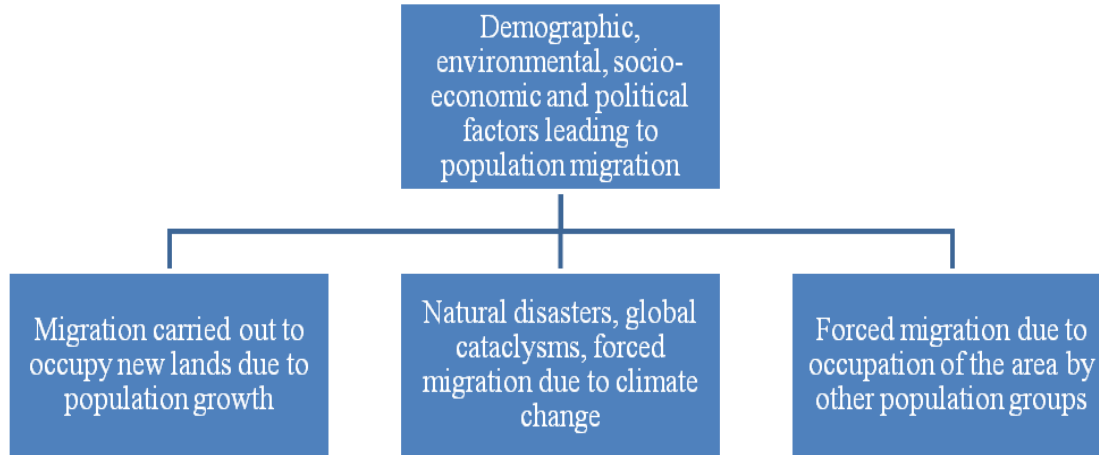 Demographic,
environmental, socio-
economic and political
factors leading to
population migration
Migration carried out to
occupy new lands due to
population growth
Natural disasters, global
cataclysms, forced
migration due to climate
change
Forced migration due to
occupation of the area by
other population groups